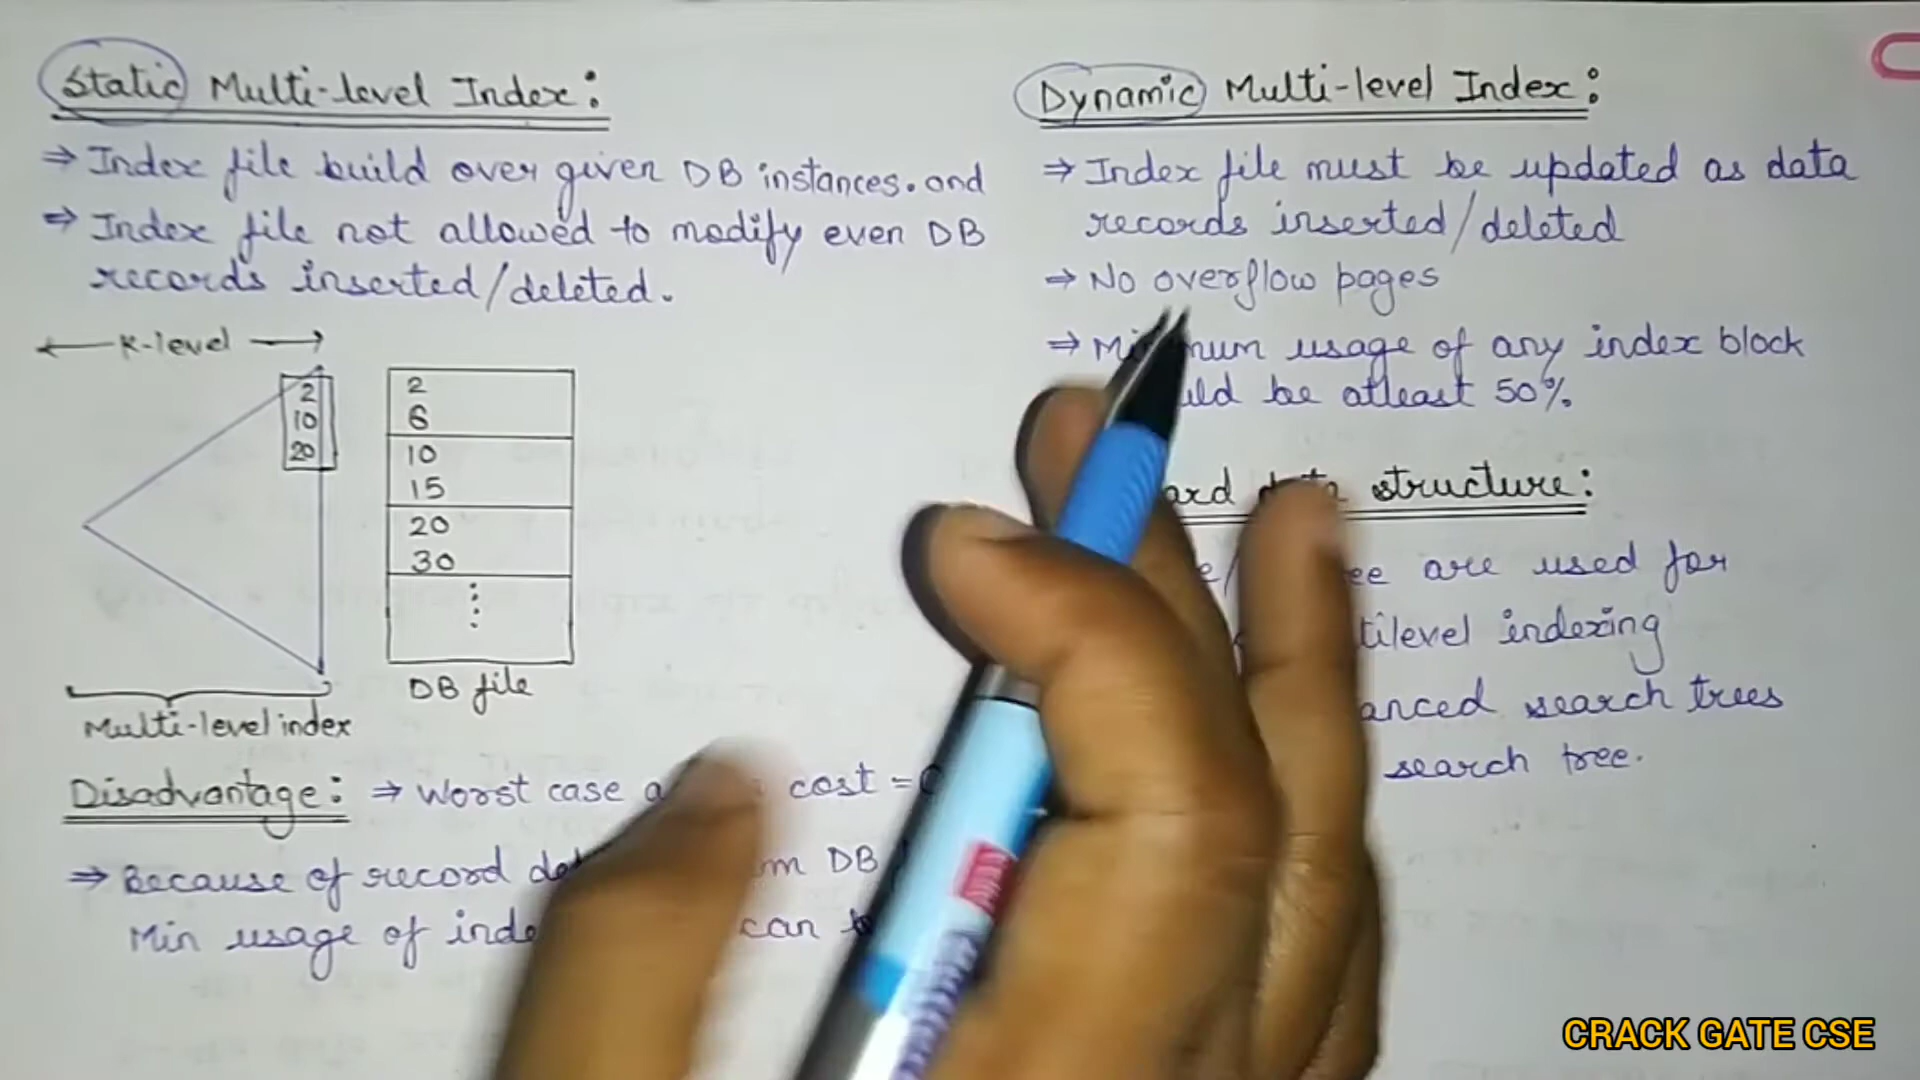 Static Multi-level Index:
⇒ Index file build over given DB instances. and
⇒ Index file not allowed to modify even DB
records inserted/deleted.
← K-level →
2
10
20
2
6
10
15
20
30
DB file
Multi-level index
Disadvantage: ⇒ Worst case cost =
⇒ Because of record DB
Min usage of can
Dynamic Multi-level Index:
⇒ Index file must be updated as data
records inserted/deleted
⇒ No overflow pages
⇒ usage of any index block
be atleast 50%.
structure:
are used for
indexing
search trees
search tree.
CRACK GATE CSE